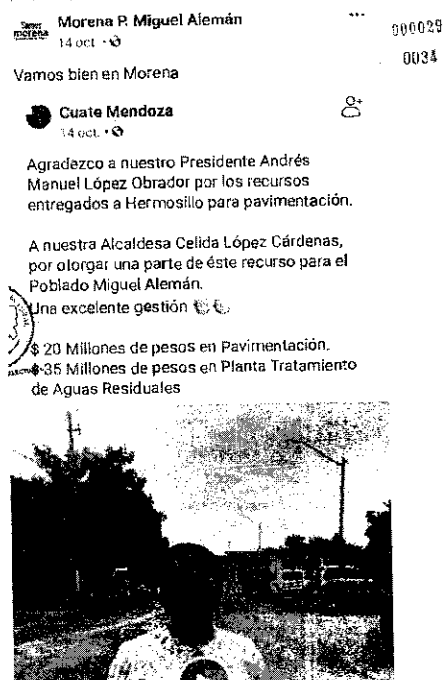 Somos
morena
Morena P. Miguel Alemán
14 oct.
000029
0034
Vamos bien en Morena
Cuate Mendoza
14 oct.
Agradezco a nuestro Presidente Andrés
Manuel López Obrador por los recursos
entregados a Hermosillo para pavimentación.
A nuestra Alcaldesa Celida López Cárdenas,
por otorgar una parte de éste recurso para el
Poblado Miguel Alemán.
Una excelente gestión
$ 20 Millones de pesos en Pavimentación.
$ 35 Millones de pesos en Planta Tratamiento
de Aguas Residuales